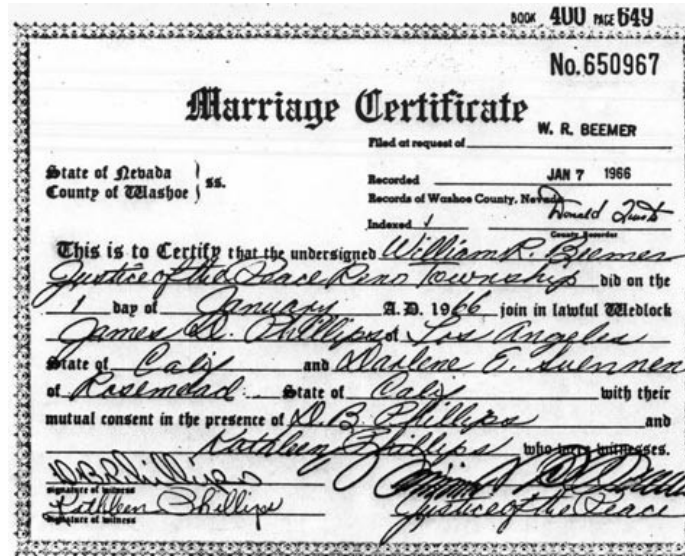 BOOK 400 PAGE 649
No. 650967
Marriage Certificate
Filed at request of W. R. BEEMER
State of Nevada
County of Washoe } ss.
Recorded JAN 7 1966
Records of Washoe County, Nevada
Indexed
County Recorder
This is to Certify that the undersigned William R. Beemer
Justice of the Peace Reno Township did on the
1 day of January A.D. 1966 join in lawful Wedlock
James D. Phillips of Los Angeles
State of Calif and Darlene E. Suennen
of Rosemdad State of Calif with their
mutual consent in the presence of D. B. Phillips and
Kathleen Phillips who were witnesses.
D B Phillips
signature of witness
Kathleen Phillips
Signature of witness
Justice of the Peace